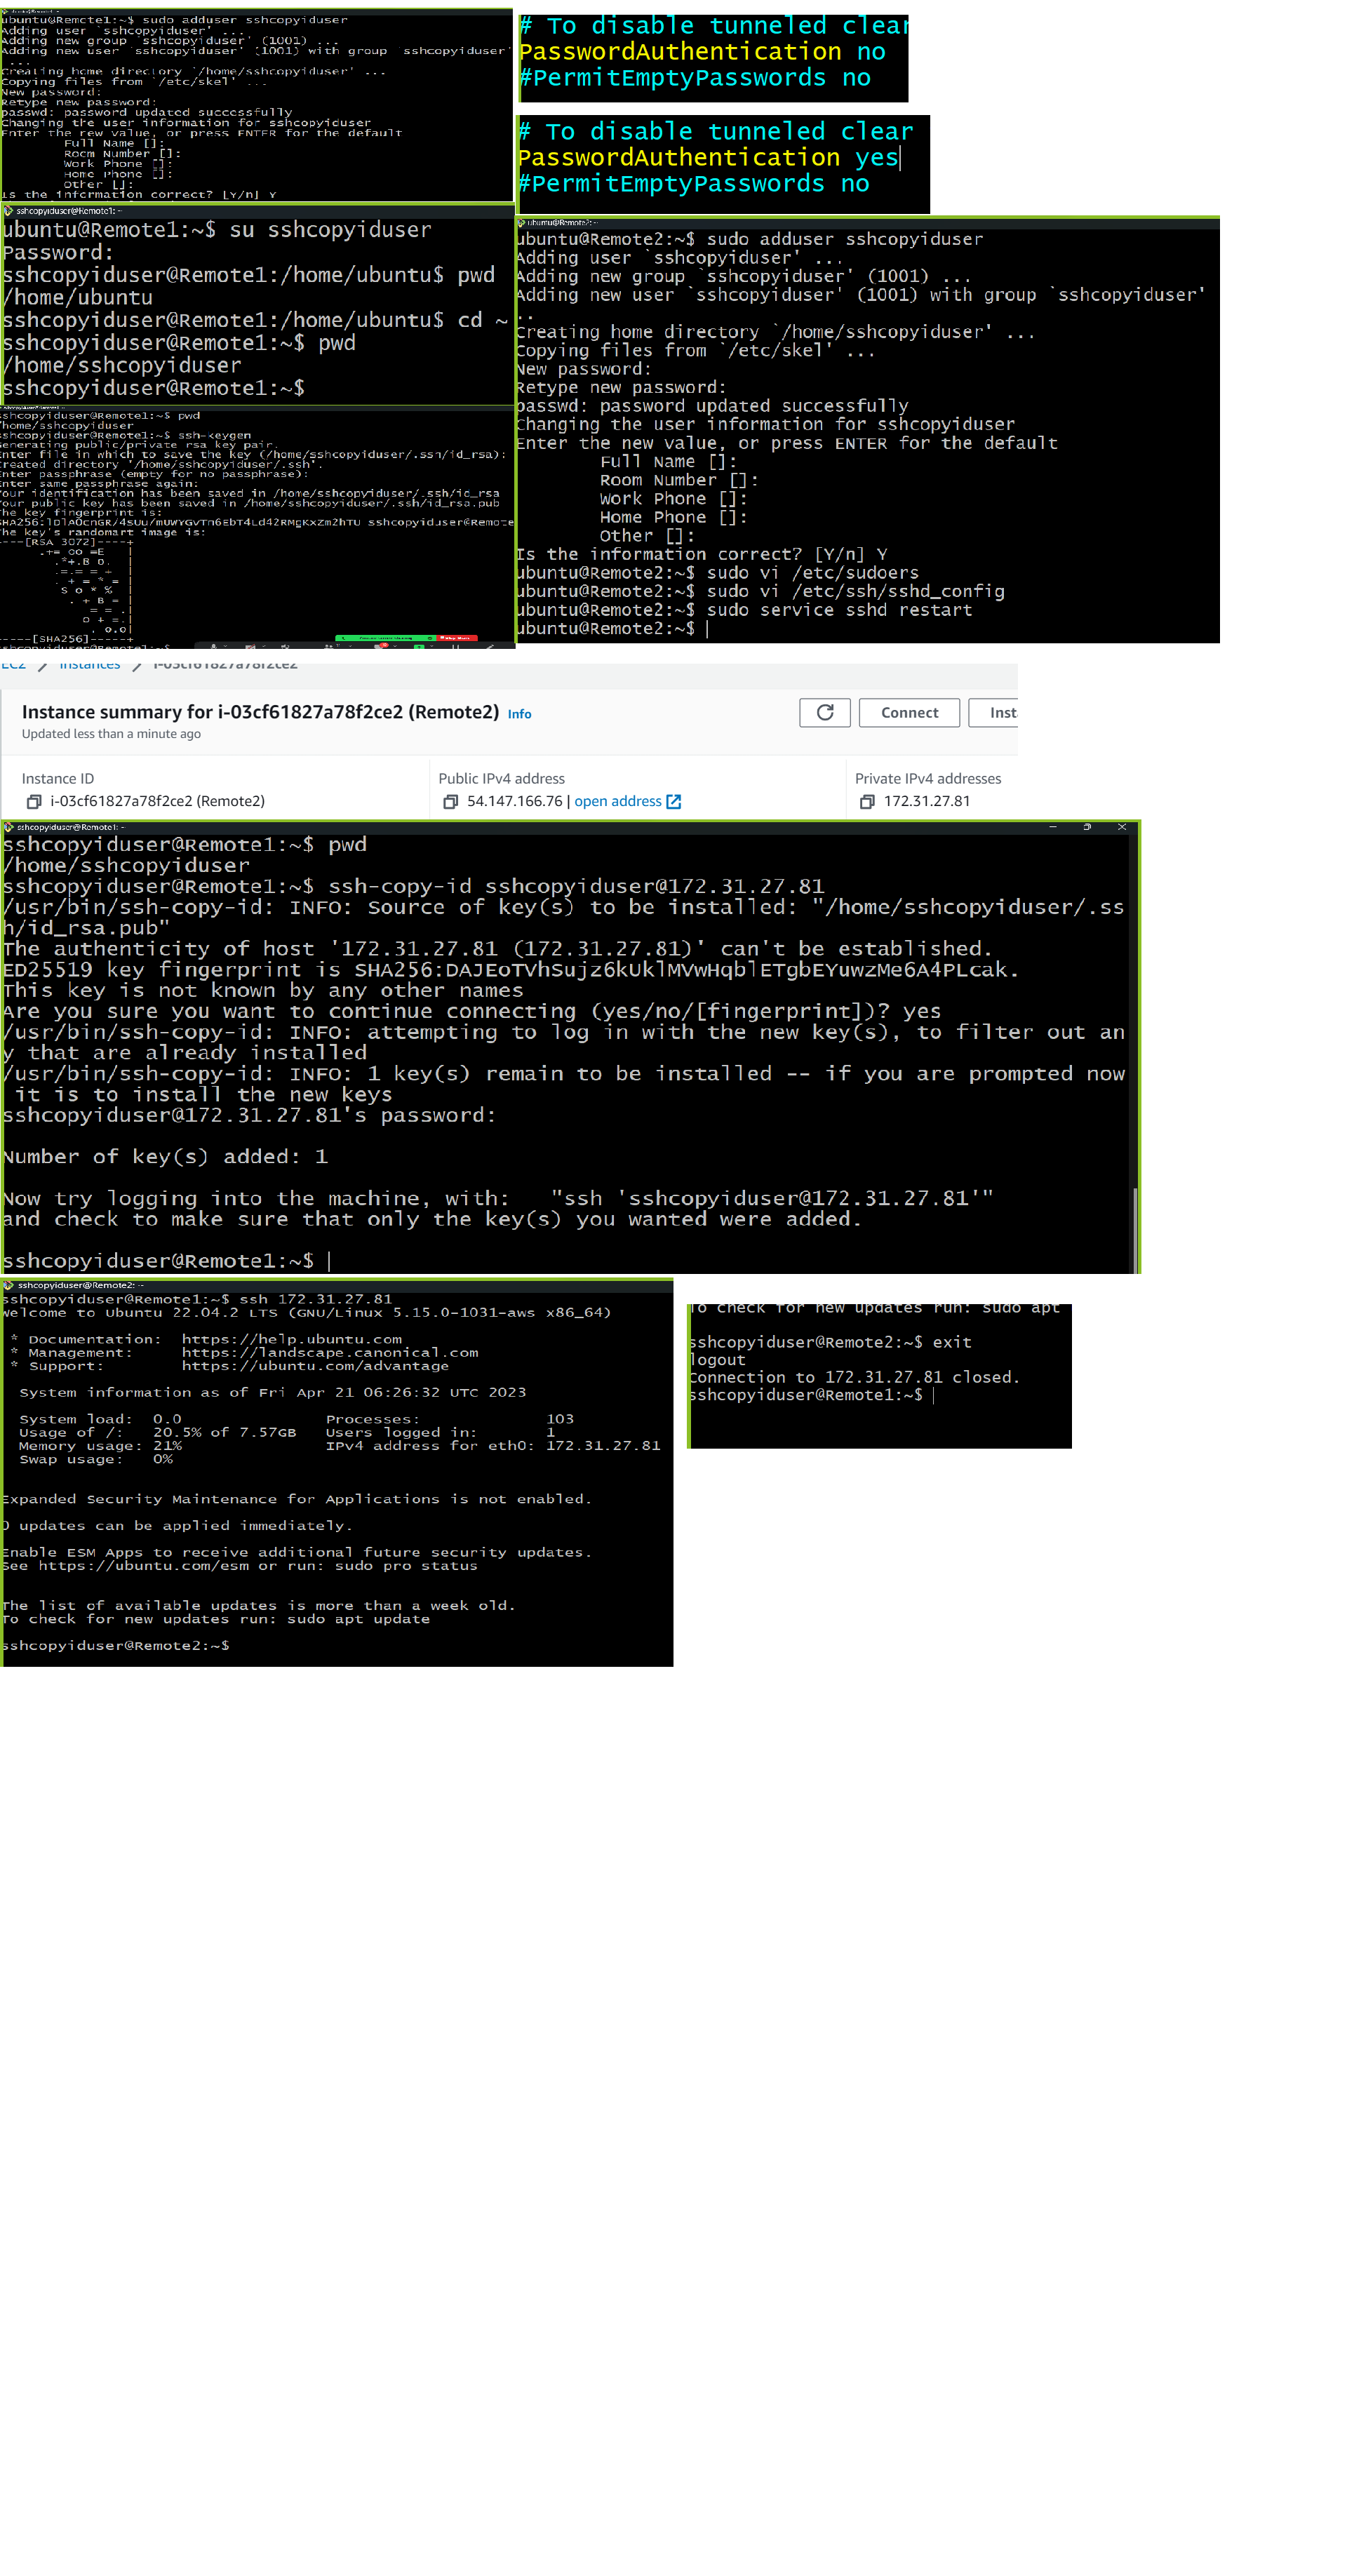 ubuntu@Remote1:~$ sudo adduser sshcopyiduser
Adding user `sshcopyiduser' ...
Adding new group `sshcopyiduser' (1001) ...
Adding new user `sshcopyiduser' (1001) with group `sshcopyiduser'
...
Creating home directory `/home/sshcopyiduser' ...
Copying files from `/etc/skel' ...
New password:
Retype new password:
passwd: password updated successfully
Changing the user information for sshcopyiduser
Enter the new value, or press ENTER for the default
Full Name []:
Room Number []:
Work Phone []:
Home Phone []:
Other []:
Is the information correct? [Y/n] Y
# To disable tunneled clear
PasswordAuthentication no
#PermitEmptyPasswords no
# To disable tunneled clear
PasswordAuthentication yes
#PermitEmptyPasswords no
sshcopyiduser@Remote1: ~
ubuntu@Remote1:~$ su sshcopyiduser
Password:
sshcopyiduser@Remote1:/home/ubuntu$ pwd
/home/ubuntu
sshcopyiduser@Remote1:/home/ubuntu$ cd ~
sshcopyiduser@Remote1:~$ pwd
/home/sshcopyiduser
sshcopyiduser@Remote1:~$
sshcopyiduser@Remote1:~$ pwd
/home/sshcopyiduser
sshcopyiduser@Remote1:~$ ssh-keygen
Generating public/private rsa key pair.
Enter file in which to save the key (/home/sshcopyiduser/.ssh/id_rsa):
Created directory '/home/sshcopyiduser/.ssh'.
Enter passphrase (empty for no passphrase):
Enter same passphrase again:
Your identification has been saved in /home/sshcopyiduser/.ssh/id_rsa
Your public key has been saved in /home/sshcopyiduser/.ssh/id_rsa.pub
The key fingerprint is:
sshcopyiduser@Remote
The key's randomart image is:
----[RSA 3072]----+
.+= oo =E |
.*+.B o. |
.=.= = + |
. + = * = |
S o * % |
. + B = |
= = .|
o + =.|
. o.o|
----[SHA256]-----+
sshcopyiduser@Remote1:~$
ubuntu@Remote2: ~
ubuntu@Remote2:~$ sudo adduser sshcopyiduser
Adding user `sshcopyiduser' ...
Adding new group `sshcopyiduser' (1001) ...
Adding new user `sshcopyiduser' (1001) with group `sshcopyiduser'
..
Creating home directory `/home/sshcopyiduser' ...
Copying files from `/etc/skel' ...
New password:
Retype new password:
passwd: password updated successfully
Changing the user information for sshcopyiduser
Enter the new value, or press ENTER for the default
Full Name []:
Room Number []:
Work Phone []:
Home Phone []:
Other []:
Is the information correct? [Y/n] Y
ubuntu@Remote2:~$ sudo vi /etc/sudoers
ubuntu@Remote2:~$ sudo vi /etc/ssh/sshd_config
ubuntu@Remote2:~$ sudo service sshd restart
ubuntu@Remote2:~$
EC2 / Instances / i-03cf61827a78f2ce2
Instance summary for i-03cf61827a78f2ce2 (Remote2) Info
Connect
Inst
Updated less than a minute ago
Instance ID
i-03cf61827a78f2ce2 (Remote2)
Public IPv4 address
54.147.166.76 | open address
Private IPv4 addresses
172.31.27.81
sshcopyiduser@Remote1: ~
sshcopyiduser@Remote1:~$ pwd
/home/sshcopyiduser
sshcopyiduser@Remote1:~$ ssh-copy-id sshcopyiduser@172.31.27.81
/usr/bin/ssh-copy-id: INFO: Source of key(s) to be installed: "/home/sshcopyiduser/.ss
h/id_rsa.pub"
The authenticity of host '172.31.27.81 (172.31.27.81)' can't be established.
ED25519 key fingerprint is SHA256:DAJEoTVhSujz6kUklMVwHqblETgbEYuwzMe6A4PLcak.
This key is not known by any other names
Are you sure you want to continue connecting (yes/no/[fingerprint])? yes
/usr/bin/ssh-copy-id: INFO: attempting to log in with the new key(s), to filter out an
y that are already installed
/usr/bin/ssh-copy-id: INFO: 1 key(s) remain to be installed -- if you are prompted now
it is to install the new keys
sshcopyiduser@172.31.27.81's password:
Number of key(s) added: 1
Now try logging into the machine, with: "ssh 'sshcopyiduser@172.31.27.81'"
and check to make sure that only the key(s) you wanted were added.
sshcopyiduser@Remote1:~$
sshcopyiduser@Remote2: ~
sshcopyiduser@Remote1:~$ ssh 172.31.27.81
Welcome to Ubuntu 22.04.2 LTS (GNU/Linux 5.15.0-1031-aws x86_64)
* Documentation: https://help.ubuntu.com
* Management: https://landscape.canonical.com
* Support: https://ubuntu.com/advantage
System information as of Fri Apr 21 06:26:32 UTC 2023
System load: 0.0 Processes: 103
Usage of /: 20.5% of 7.57GB Users logged in: 1
Memory usage: 21% IPv4 address for eth0: 172.31.27.81
Swap usage: 0%
Expanded Security Maintenance for Applications is not enabled.
0 updates can be applied immediately.
Enable ESM Apps to receive additional future security updates.
See https://ubuntu.com/esm or run: sudo pro status
The list of available updates is more than a week old.
To check for new updates run: sudo apt update
sshcopyiduser@Remote2:~$
To check for new updates run: sudo apt
sshcopyiduser@Remote2:~$ exit
logout
Connection to 172.31.27.81 closed.
sshcopyiduser@Remote1:~$